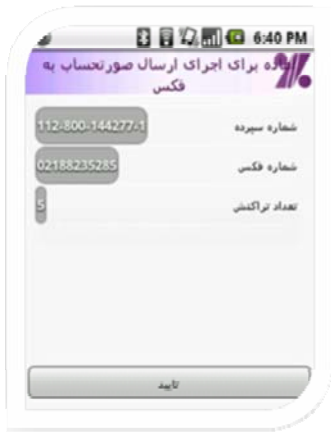 6:40 PM
آماده برای اجرای ارسال صورتحساب به
فکس
شماره سپرده
112-800-144277-1
شماره فکس
02188235285
تعداد تراکنش
5
تایید